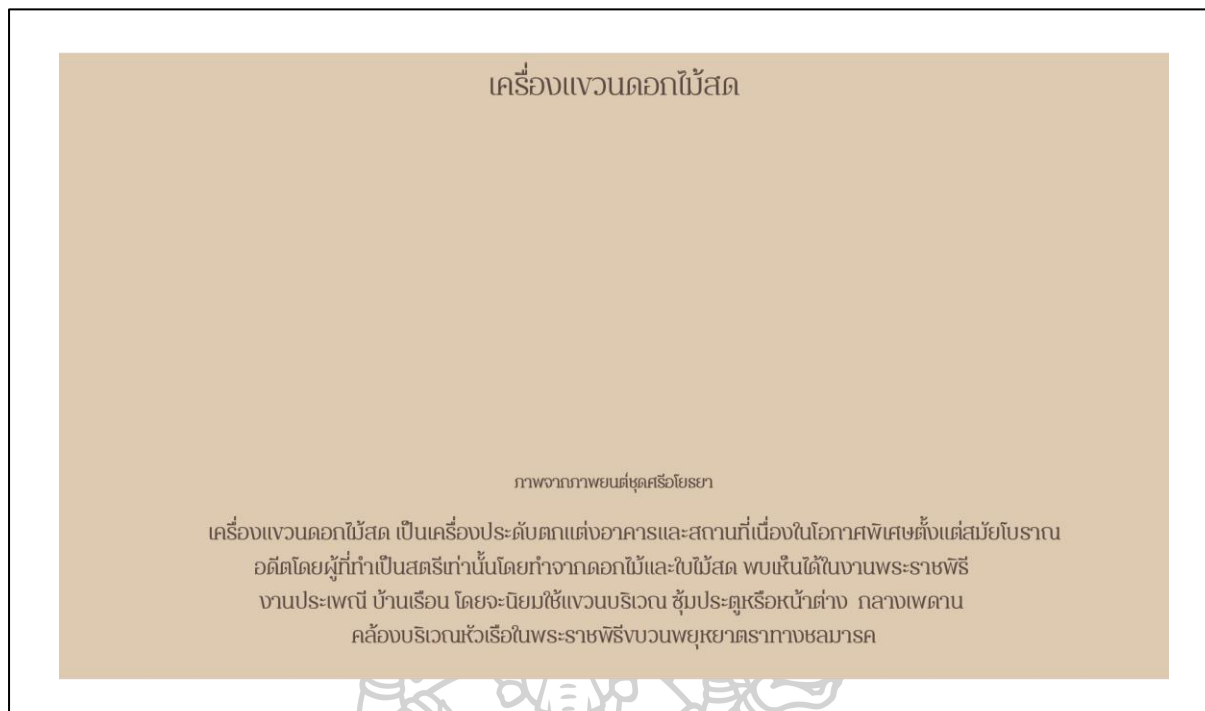 เครื่องแขวนดอกไม้สด
ภาพจากภาพยนต์ชุดศรีอโยธยา
เครื่องแขวนดอกไม้สด เป็นเครื่องประดับตกแต่งอาคารและสถานที่เนื่องในโอกาศพิเศษตั้งแต่สมัยโบราณ
อดีตโดยผู้ที่ทำเป็นสตรีเท่านั้นโดยทำจากดอกไม้และใบไม้สด พบเห็นได้ในงานพระราชพิธี
งานประเพณี บ้านเรือน โดยจะนิยมใช้แขวนบริเวณ ซุ้มประตูหรือหน้าต่าง กลางเพดาน
คล้องบริเวณหัวเรือในพระราชพิธีขบวนพยุหยาตราทางชลมารค